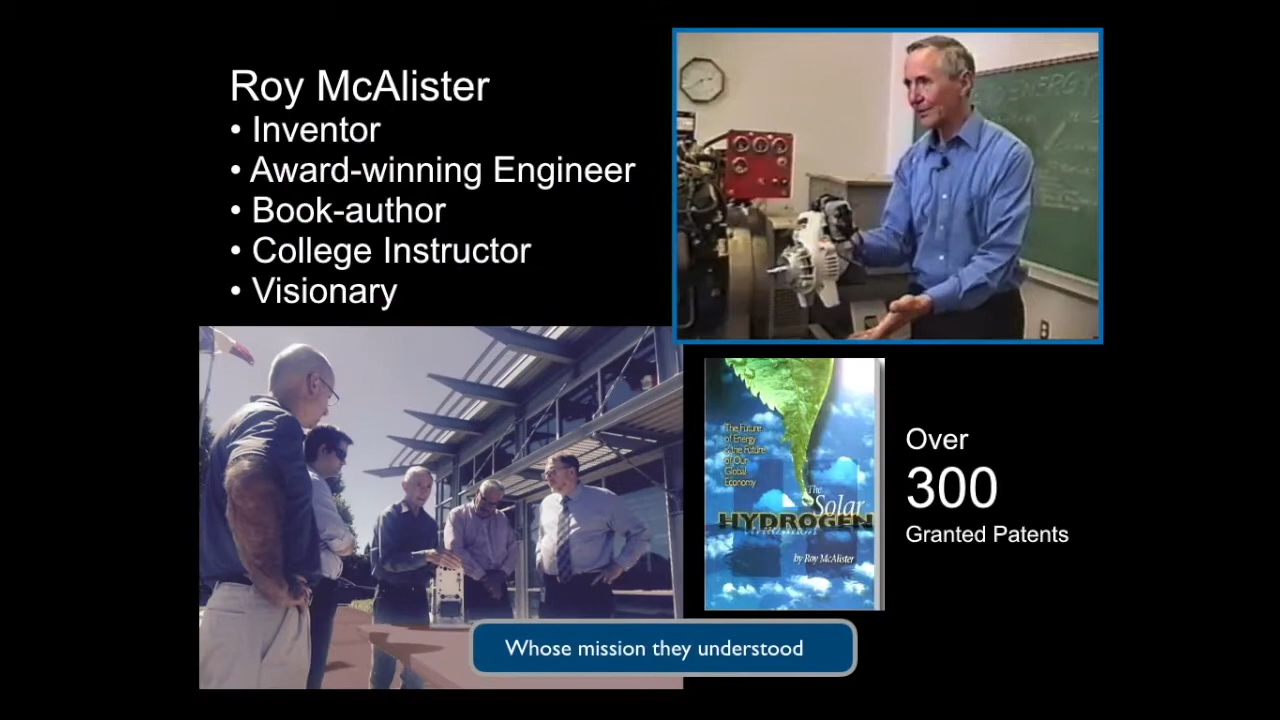 Roy McAlister
• Inventor
• Award-winning Engineer
• Book-author
• College Instructor
• Visionary
ENERGY
The Future
of Energy
& the Future
of Our
Global
Economy
The
Solar
HYDROGEN
by Roy McAlister
Over
300
Granted Patents
Whose mission they understood